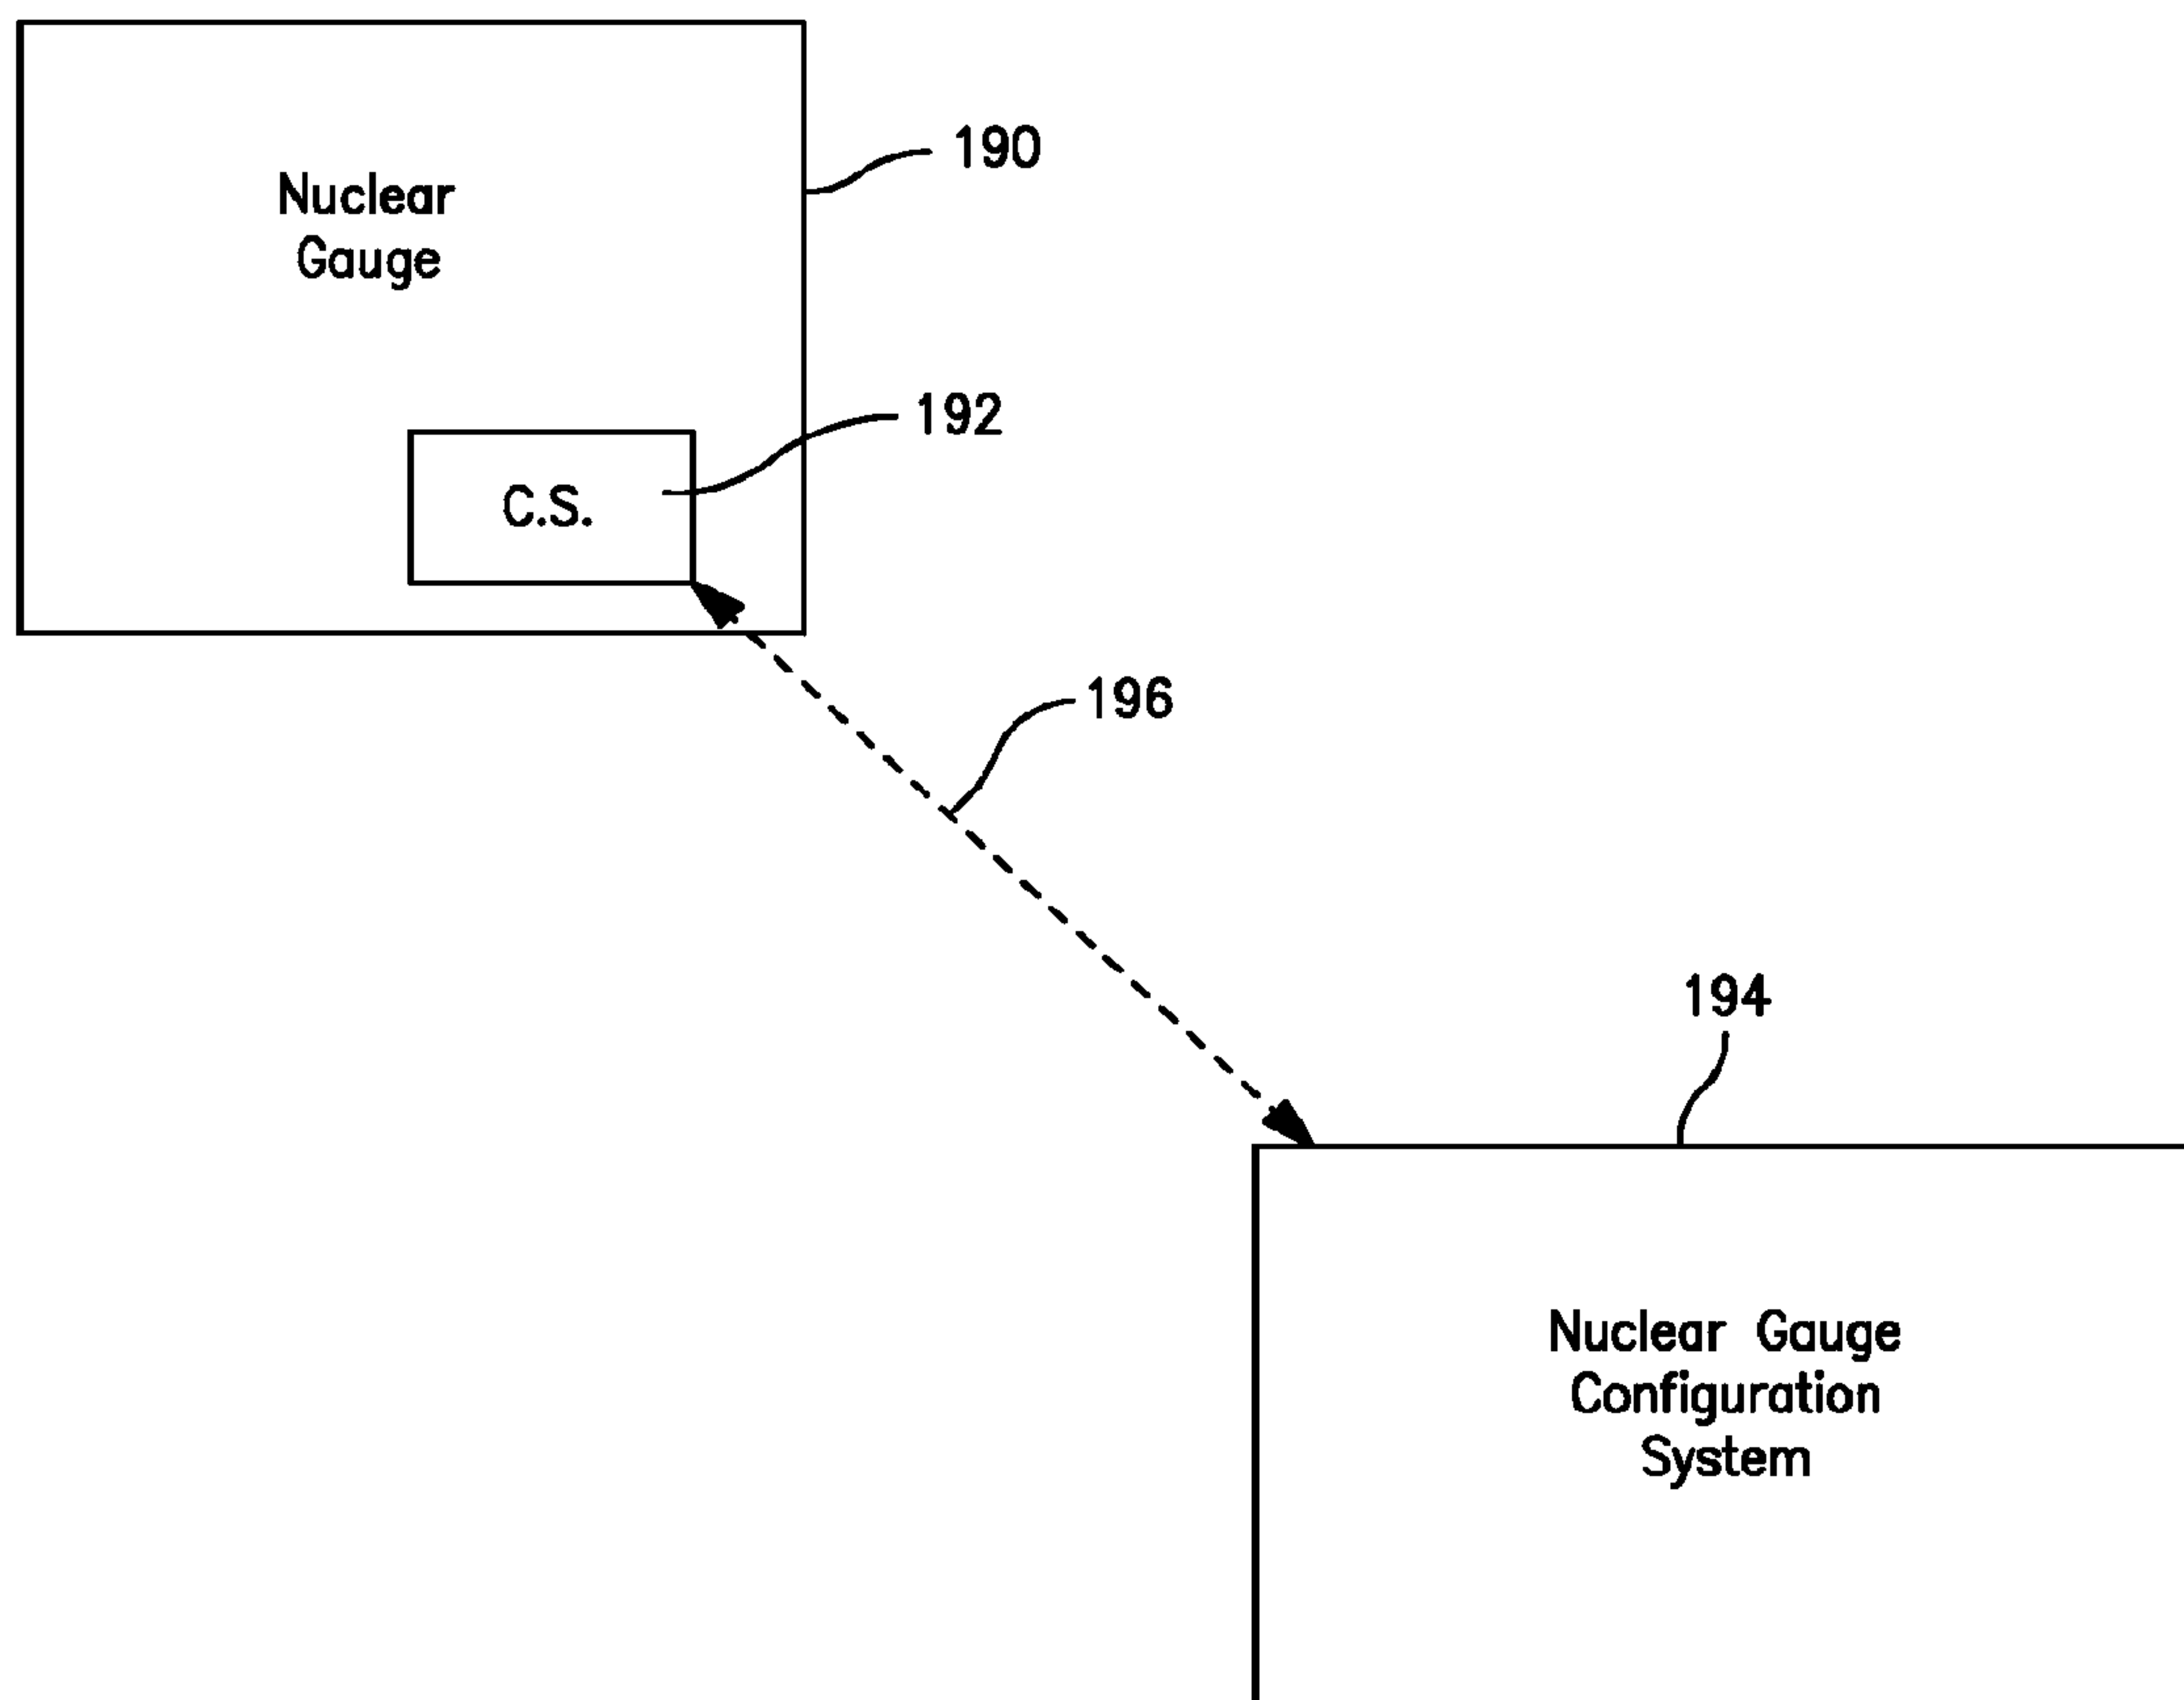 190
Nuclear
Gauge
192
C.S.
196
194
Nuclear Gauge
Configuration
System